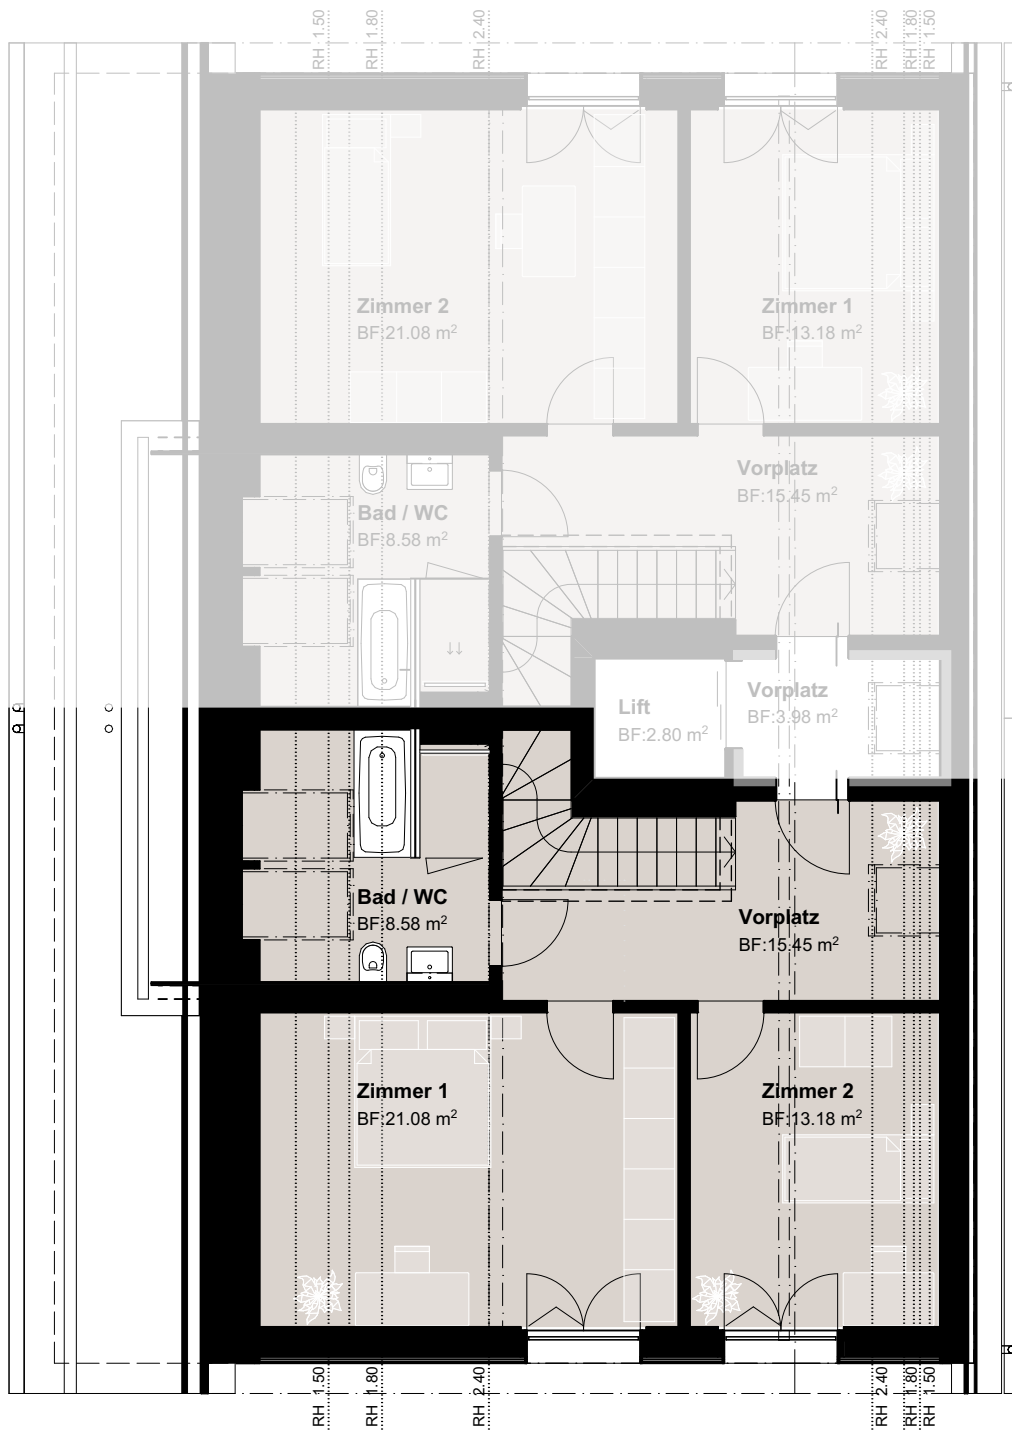 RH 1.50
RH 1.80
RH 2.40
RH 2.40
RH 1.80
RH 1.50
Zimmer 2
BF:21.08 m²
Zimmer 1
BF:13.18 m²
Vorplatz
BF:15.45 m²
Bad / WC
BF:8.58 m²
Lift
BF:2.80 m²
Vorplatz
BF:3.98 m²
Bad / WC
BF:8.58 m²
Vorplatz
BF:15.45 m²
Zimmer 1
BF:21.08 m²
Zimmer 2
BF:13.18 m²
RH 1.50
RH 1.80
RH 2.40
RH 2.40
RH 1.80
RH 1.50